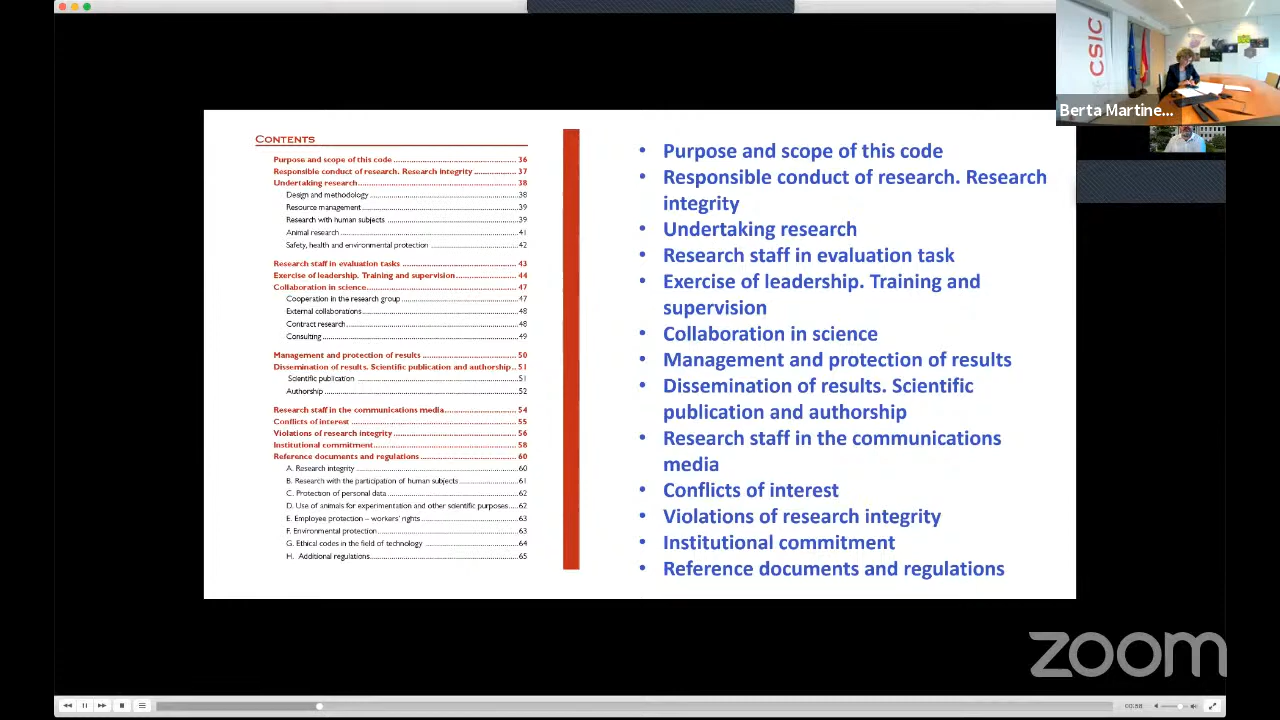 CSIC
Berta Martine...
CONTENTS
Purpose and scope of this code 36
Responsible conduct of research. Research integrity 37
Undertaking research 38
Design and methodology 38
Resource management 39
Research with human subjects 39
Animal research 41
Safety, health and environmental protection 42
Research staff in evaluation tasks 43
Exercise of leadership. Training and supervision 44
Collaboration in science 47
Cooperation in the research group 47
External collaborations 48
Contract research 48
Consulting 49
Management and protection of results 50
Dissemination of results. Scientific publication and authorship 51
Scientific publication 51
Authorship 52
Research staff in the communications media 54
Conflicts of interest 55
Violations of research integrity 56
Institutional commitment 58
Reference documents and regulations 60
A. Research integrity 60
B. Research with the participation of human subjects 61
C. Protection of personal data 62
D. Use of animals for experimentation and other scientific purposes 62
E. Employee protection – workers' rights 63
F. Environmental protection 63
G. Ethical codes in the field of technology 64
H. Additional regulations 65
• Purpose and scope of this code
• Responsible conduct of research. Research
integrity
• Undertaking research
• Research staff in evaluation task
• Exercise of leadership. Training and
supervision
• Collaboration in science
• Management and protection of results
• Dissemination of results. Scientific
publication and authorship
• Research staff in the communications
media
• Conflicts of interest
• Violations of research integrity
• Institutional commitment
• Reference documents and regulations
zoom
00:58